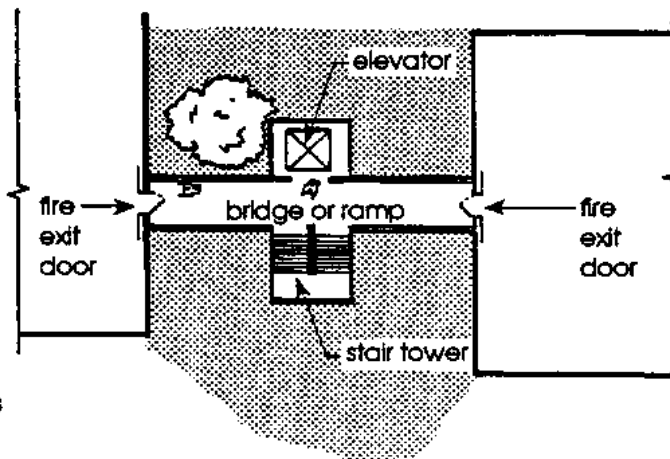 elevator
fire
exit
door
bridge or ramp
fire
exit
door
stair tower